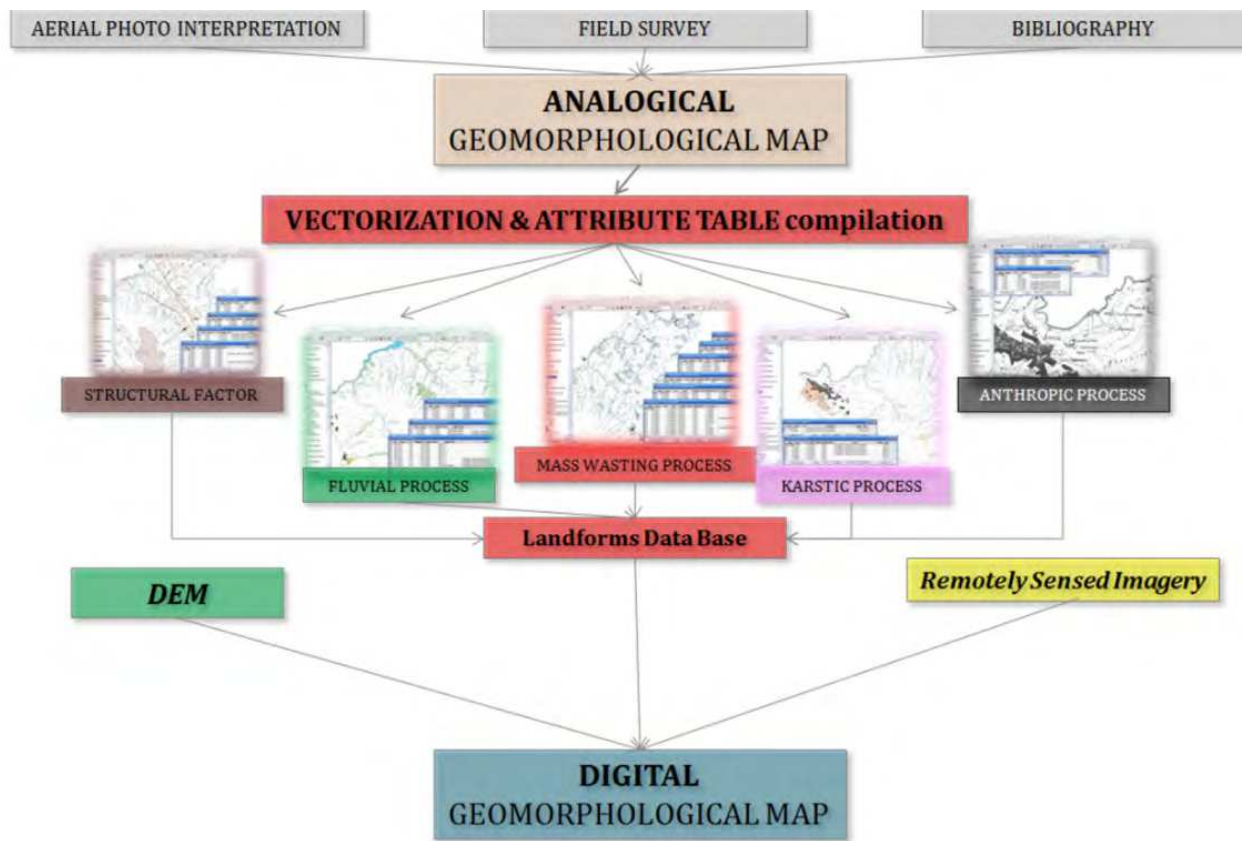 AERIAL PHOTO INTERPRETATION
FIELD SURVEY
BIBLIOGRAPHY
ANALOGICAL
GEOMORPHOLOGICAL MAP
VECTORIZATION & ATTRIBUTE TABLE compilation
STRUCTURAL FACTOR
FLUVIAL PROCESS
MASS WASTING PROCESS
KARSTIC PROCESS
ANTHROPIC PROCESS
Landforms Data Base
DEM
Remotely Sensed Imagery
DIGITAL
GEOMORPHOLOGICAL MAP